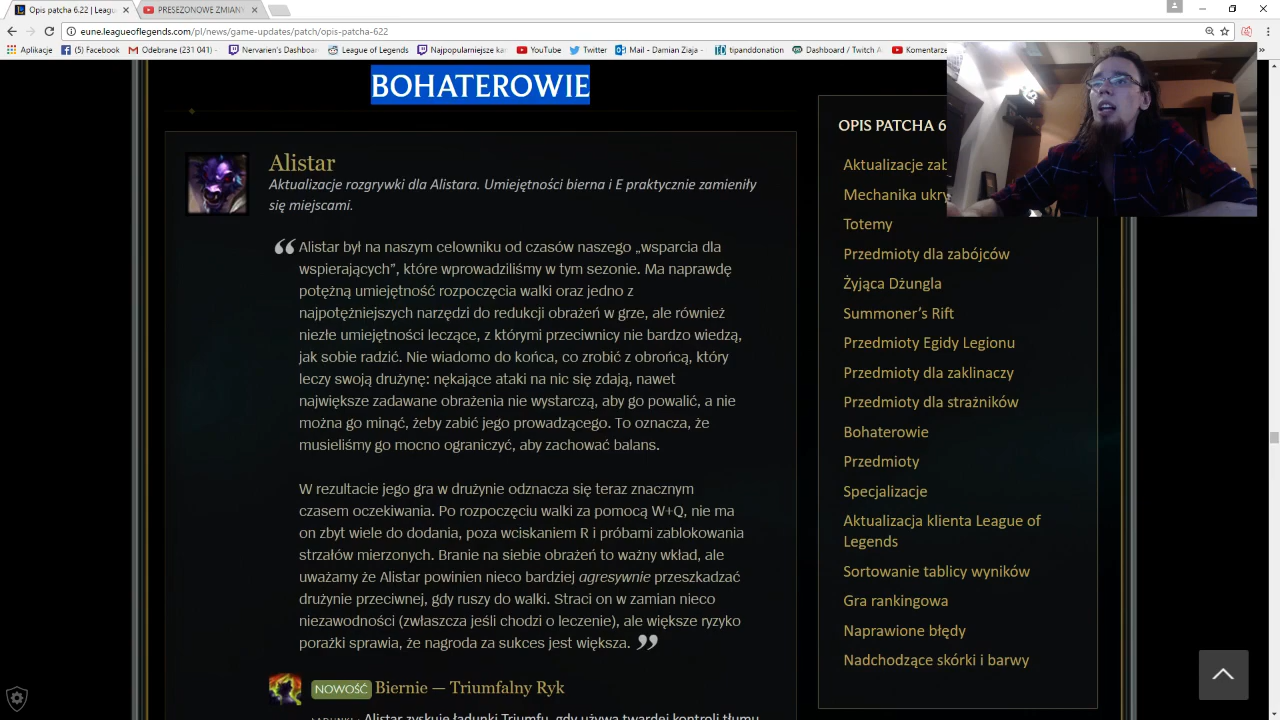 Opis patcha 6.22 | Leagu
PRESEZONOWE ZMIANY
eune.leagueoflegends.com/pl/news/game-updates/patch/opis-patcha-622
Aplikacje
(5) Facebook
Odebrane (231 041)
Nervarien's Dashboard
League of Legends
Najpopularniejsze kan
YouTube
Twitter
Mail - Damian Ziaja
tipanddonation
Dashboard / Twitch
Komentarze
BOHATEROWIE
Alistar
Aktualizacje rozgrywki dla Alistara. Umiejętności bierna i E praktycznie zamieniły
się miejscami.
Alistar był na naszym celowniku od czasów naszego „wsparcia dla
wspierających”, które wprowadziliśmy w tym sezonie. Ma naprawdę
potężną umiejętność rozpoczęcia walki oraz jedno z
najpotężniejszych narzędzi do redukcji obrażeń w grze, ale również
niezłe umiejętności leczące, z którymi przeciwnicy nie bardzo wiedzą,
jak sobie radzić. Nie wiadomo do końca, co zrobić z obrońcą, który
leczy swoją drużynę: nękające ataki na nic się zdają, nawet
największe zadawane obrażenia nie wystarczą, aby go powalić, a nie
można go minąć, żeby zabić jego prowadzącego. To oznacza, że
musieliśmy go mocno ograniczyć, aby zachować balans.
W rezultacie jego gra w drużynie odznacza się teraz znacznym
czasem oczekiwania. Po rozpoczęciu walki za pomocą W+Q, nie ma
on zbyt wiele do dodania, poza wciskaniem R i próbami zablokowania
strzałów mierzonych. Branie na siebie obrażeń to ważny wkład, ale
uważamy że Alistar powinien nieco bardziej agresywnie przeszkadzać
drużynie przeciwnej, gdy ruszy do walki. Straci on w zamian nieco
niezawodności (zwłaszcza jeśli chodzi o leczenie), ale większe ryzyko
porażki sprawia, że nagroda za sukces jest większa.
NOWOŚĆ Biernie — Triumfalny Ryk
Alistar zyskuje ładunki Triumfu, gdy używa twardej kontroli tłumu
OPIS PATCHA 6
Aktualizacje zab
Mechanika ukry
Totemy
Przedmioty dla zabójców
Żyjąca Dżungla
Summoner’s Rift
Przedmioty Egidy Legionu
Przedmioty dla zaklinaczy
Przedmioty dla strażników
Bohaterowie
Przedmioty
Specjalizacje
Aktualizacja klienta League of
Legends
Sortowanie tablicy wyników
Gra rankingowa
Naprawione błędy
Nadchodzące skórki i barwy